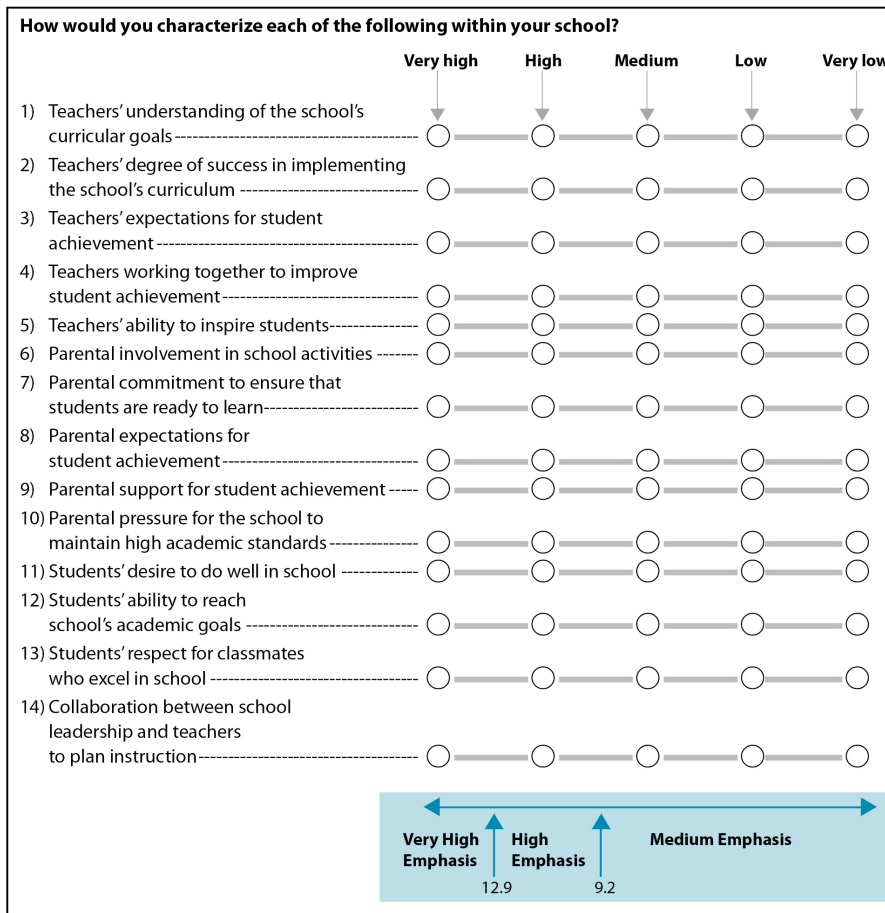 How would you characterize each of the following within your school?
Very high High Medium Low Very low
1) Teachers' understanding of the school's
curricular goals
2) Teachers' degree of success in implementing
the school's curriculum
3) Teachers' expectations for student
achievement
4) Teachers working together to improve
student achievement
5) Teachers' ability to inspire students
6) Parental involvement in school activities
7) Parental commitment to ensure that
students are ready to learn
8) Parental expectations for
student achievement
9) Parental support for student achievement
10) Parental pressure for the school to
maintain high academic standards
11) Students' desire to do well in school
12) Students' ability to reach
school's academic goals
13) Students' respect for classmates
who excel in school
14) Collaboration between school
leadership and teachers
to plan instruction
Very High High Medium Emphasis
Emphasis Emphasis
12.9 9.2